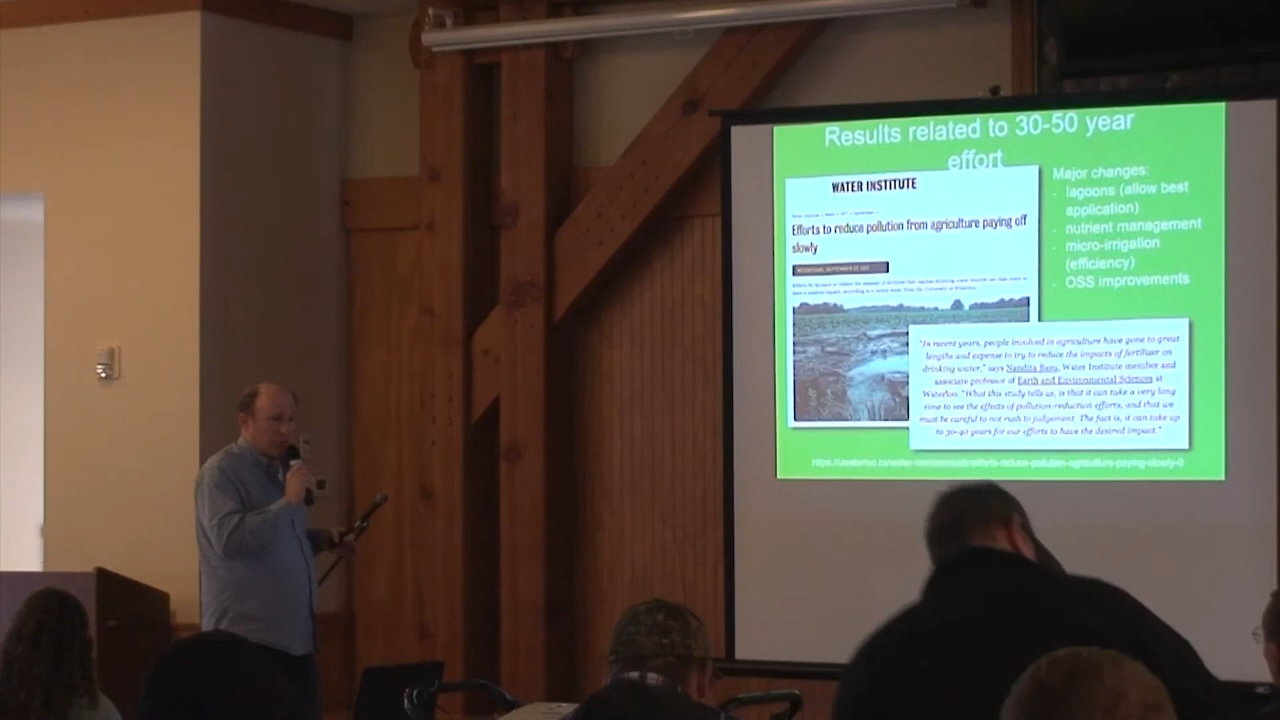 Results related to 30-50 year
effort
WATER INSTITUTE
Efforts to reduce pollution from agriculture paying off
slowly
Major changes:
- lagoons (allow best
application)
- nutrient management
- micro-irrigation
(efficiency)
- OSS improvements
"In recent years, people involved in agriculture have gone to great
lengths and expense to try to reduce the impacts of fertilizer on
drinking water," says Nandita Basu, Water Institute member and
associate professor of Earth and Environmental Sciences at
Waterloo. "What this study tells us, is that it can take a very long
time to see the effects of pollution-reduction efforts, and that we
must be careful to not rush to judgement. The fact is, it can take up
to 30-40 years for our efforts to have the desired impact."